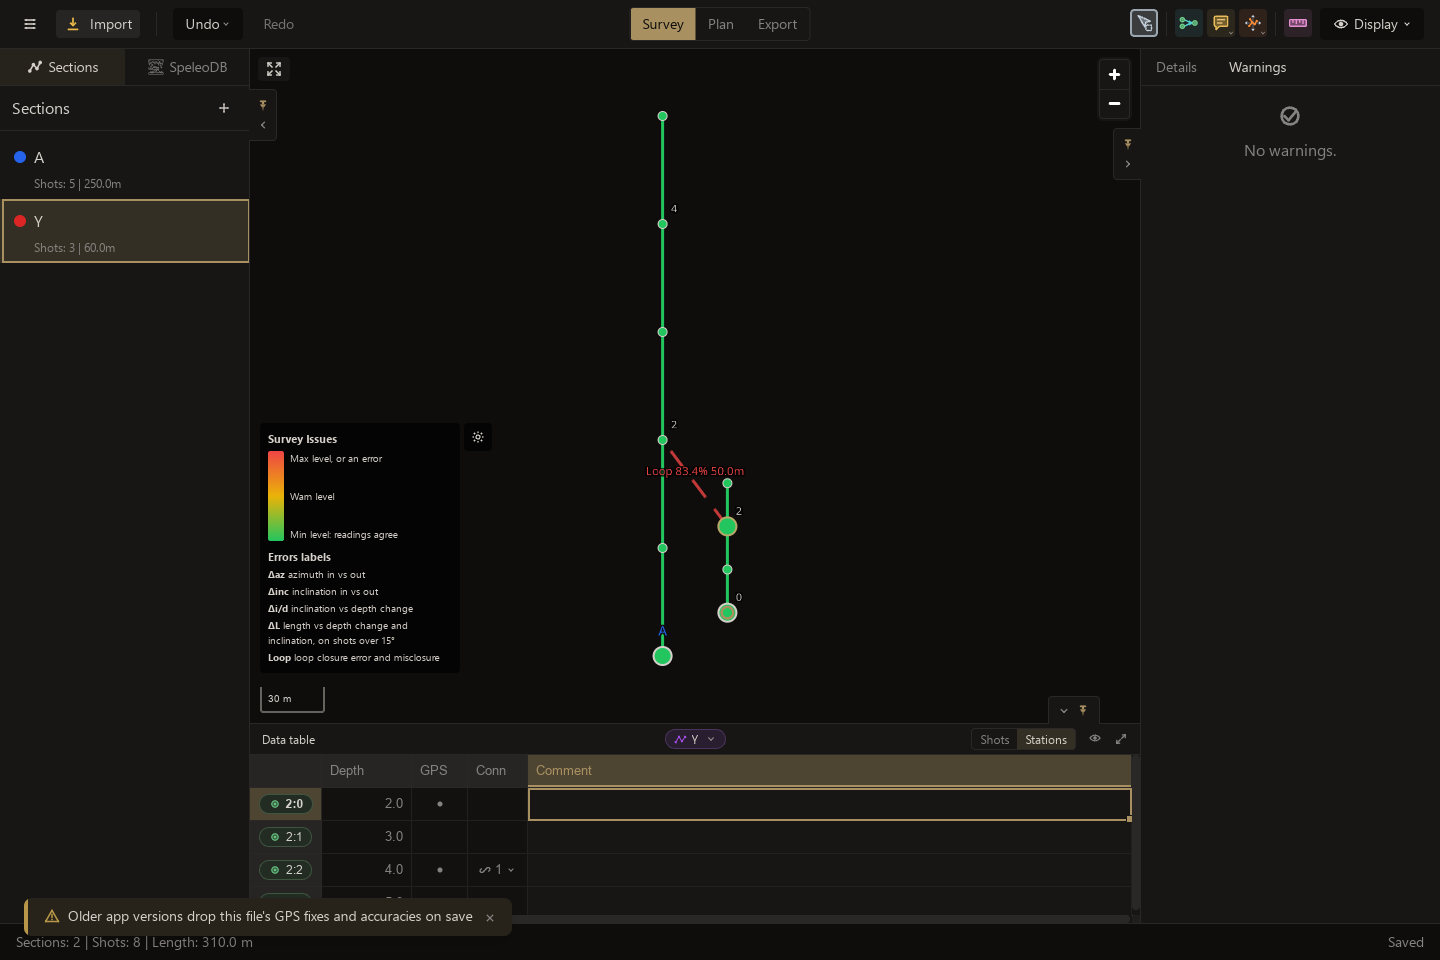 Import
Undo
Redo
Survey
Plan
Export
Display
Sections
SpeleoDB
Sections
A
Shots: 5 | 250.0m
Y
Shots: 3 | 60.0m
Details
Warnings
No warnings.
4
2
Loop 83.4% 50.0m
2
0
A
Survey Issues
Max level, or an error
Warn level
Min level: readings agree
Errors labels
Δaz azimuth in vs out
Δinc inclination in vs out
Δi/d inclination vs depth change
ΔL length vs depth change and
inclination, on shots over 15°
Loop loop closure error and misclosure
30 m
Data table
Y
Shots
Stations
Depth
GPS
Conn
Comment
2:0
2.0
2:1
3.0
2:2
4.0
1
Older app versions drop this file's GPS fixes and accuracies on save
Sections: 2 | Shots: 8 | Length: 310.0 m
Saved